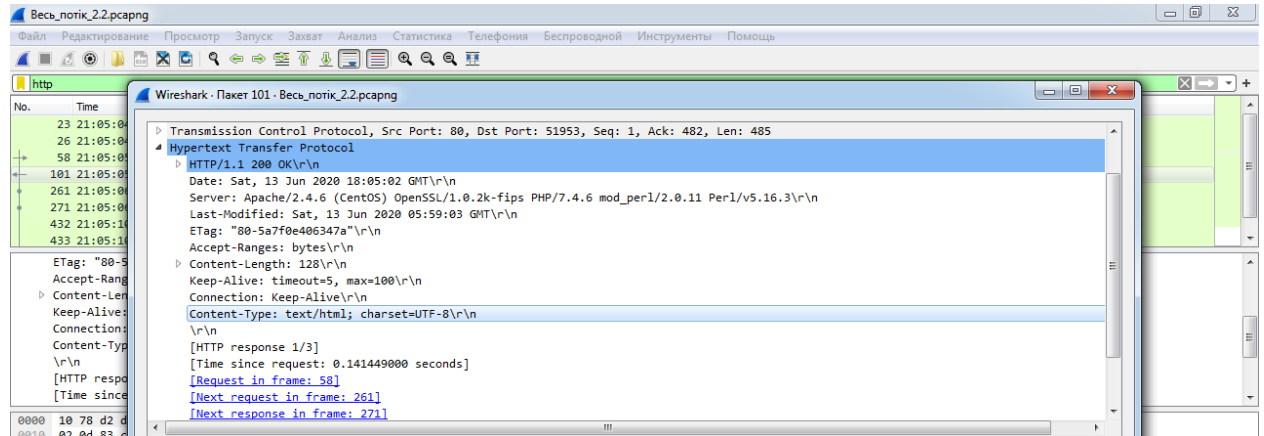 Весь_потік_2.2.pcapng
Файл Редактирование Просмотр Запуск Захват Анализ Статистика Телефония Беспроводной Инструменты Помощь
http
No. Time
Wireshark · Пакет 101 · Весь_потік_2.2.pcapng
23 21:05:04
26 21:05:04
58 21:05:05
101 21:05:05
261 21:05:06
271 21:05:06
432 21:05:10
433 21:05:10
Transmission Control Protocol, Src Port: 80, Dst Port: 51953, Seq: 1, Ack: 482, Len: 485
Hypertext Transfer Protocol
HTTP/1.1 200 OK\r\n
Date: Sat, 13 Jun 2020 18:05:02 GMT\r\n
Server: Apache/2.4.6 (CentOS) OpenSSL/1.0.2k-fips PHP/7.4.6 mod_perl/2.0.11 Perl/v5.16.3\r\n
Last-Modified: Sat, 13 Jun 2020 05:59:03 GMT\r\n
ETag: "80-5a7f0e406347a"\r\n
Accept-Ranges: bytes\r\n
Content-Length: 128\r\n
Keep-Alive: timeout=5, max=100\r\n
Connection: Keep-Alive\r\n
Content-Type: text/html; charset=UTF-8\r\n
\r\n
[HTTP response 1/3]
[Time since request: 0.141449000 seconds]
[Request in frame: 58]
[Next request in frame: 261]
[Next response in frame: 271]
ETag: "80-5
Accept-Rang
Content-Len
Keep-Alive:
Connection:
Content-Typ
\r\n
[HTTP respo
[Time since
0000 10 78 d2 d